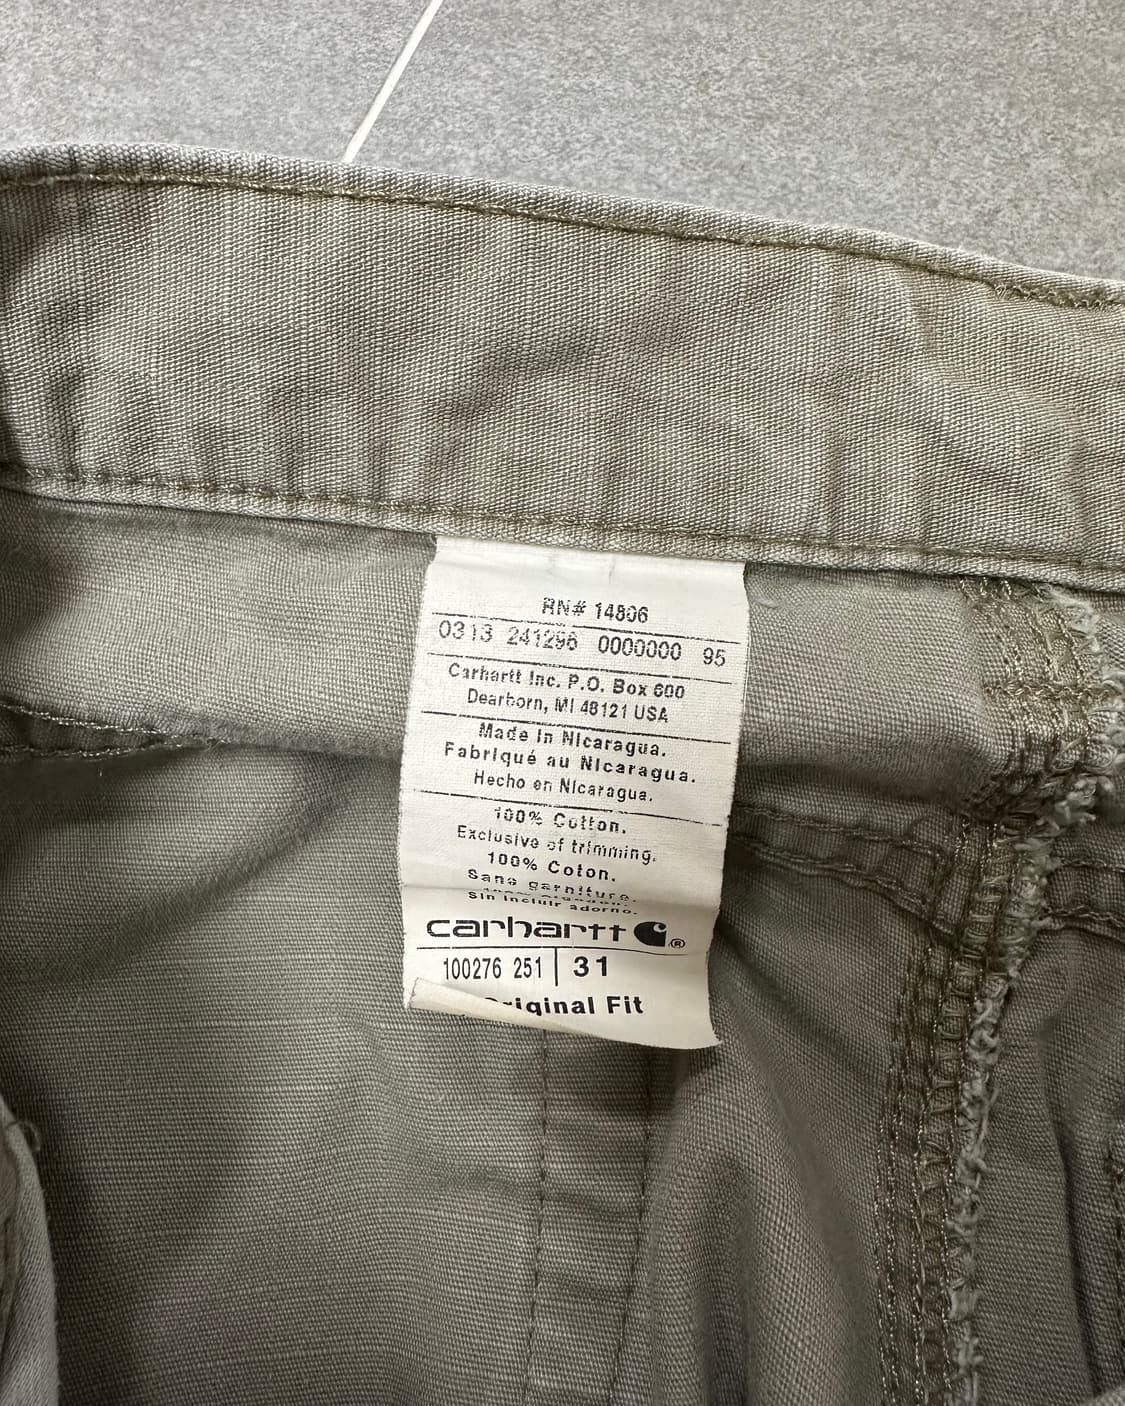 RN# 14806
0313 241296 0000000 95
Carhartt Inc. P.O. Box 600
Dearborn, MI 48121 USA
Made in Nicaragua.
Fabriqué au Nicaragua.
Hecho en Nicaragua.
100% Cotton.
Exclusive of trimming.
100% Coton.
Sans garniture.
Sin incluir adorno.
carhartt ®
100276 251 | 31
Original Fit